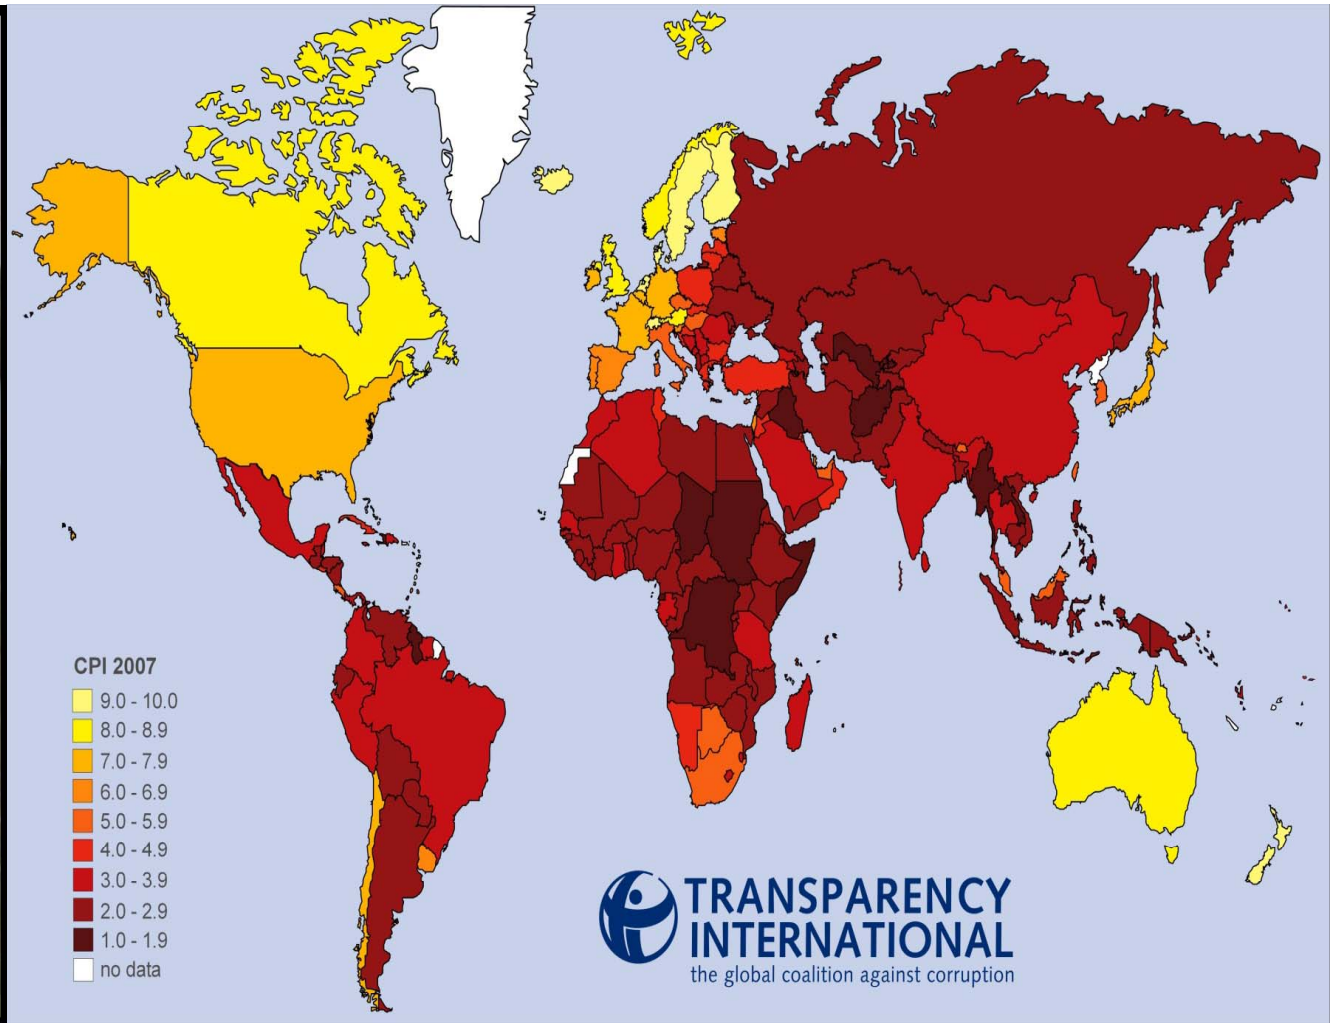 CPI 2007
9.0 - 10.0
8.0 - 8.9
7.0 - 7.9
6.0 - 6.9
5.0 - 5.9
4.0 - 4.9
3.0 - 3.9
2.0 - 2.9
1.0 - 1.9
no data
TRANSPARENCY
INTERNATIONAL
the global coalition against corruption